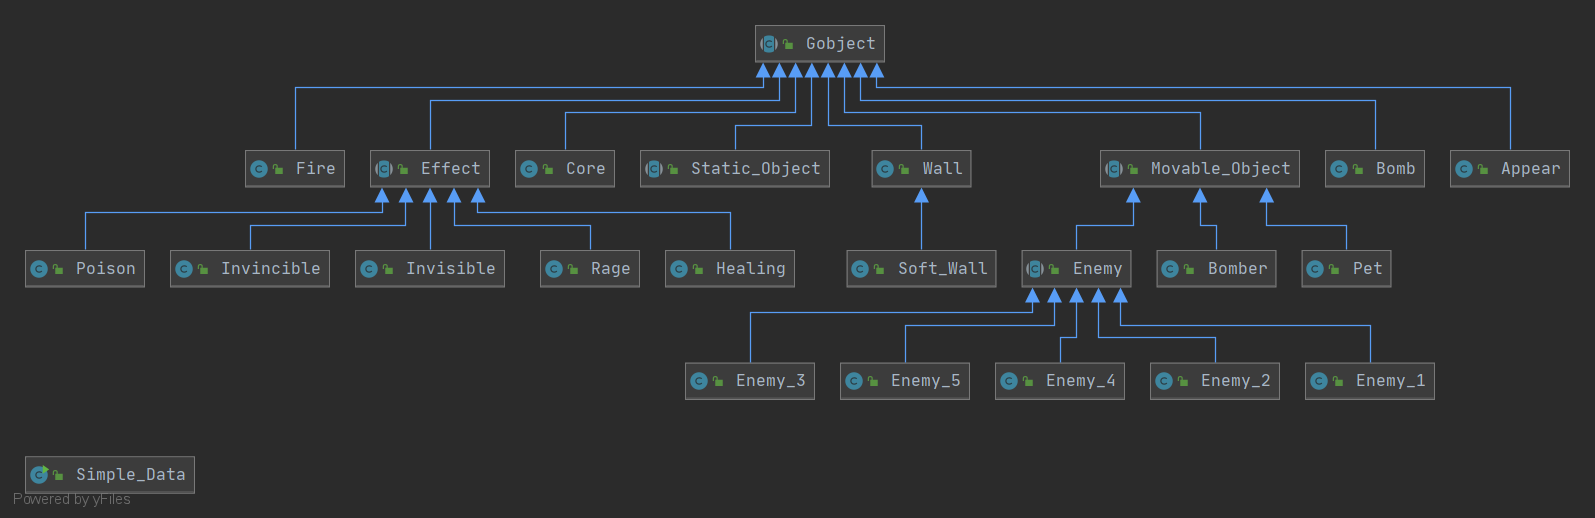 Gobject
Fire
Effect
Core
Static_Object
Wall
Movable_Object
Bomb
Appear
Poison
Invincible
Invisible
Rage
Healing
Soft_Wall
Enemy
Bomber
Pet
Enemy_3
Enemy_5
Enemy_4
Enemy_2
Enemy_1
Simple_Data
Powered by yFiles